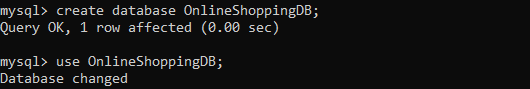 mysql> create database OnlineShoppingDB;
Query OK, 1 row affected (0.00 sec)
mysql> use OnlineShoppingDB;
Database changed